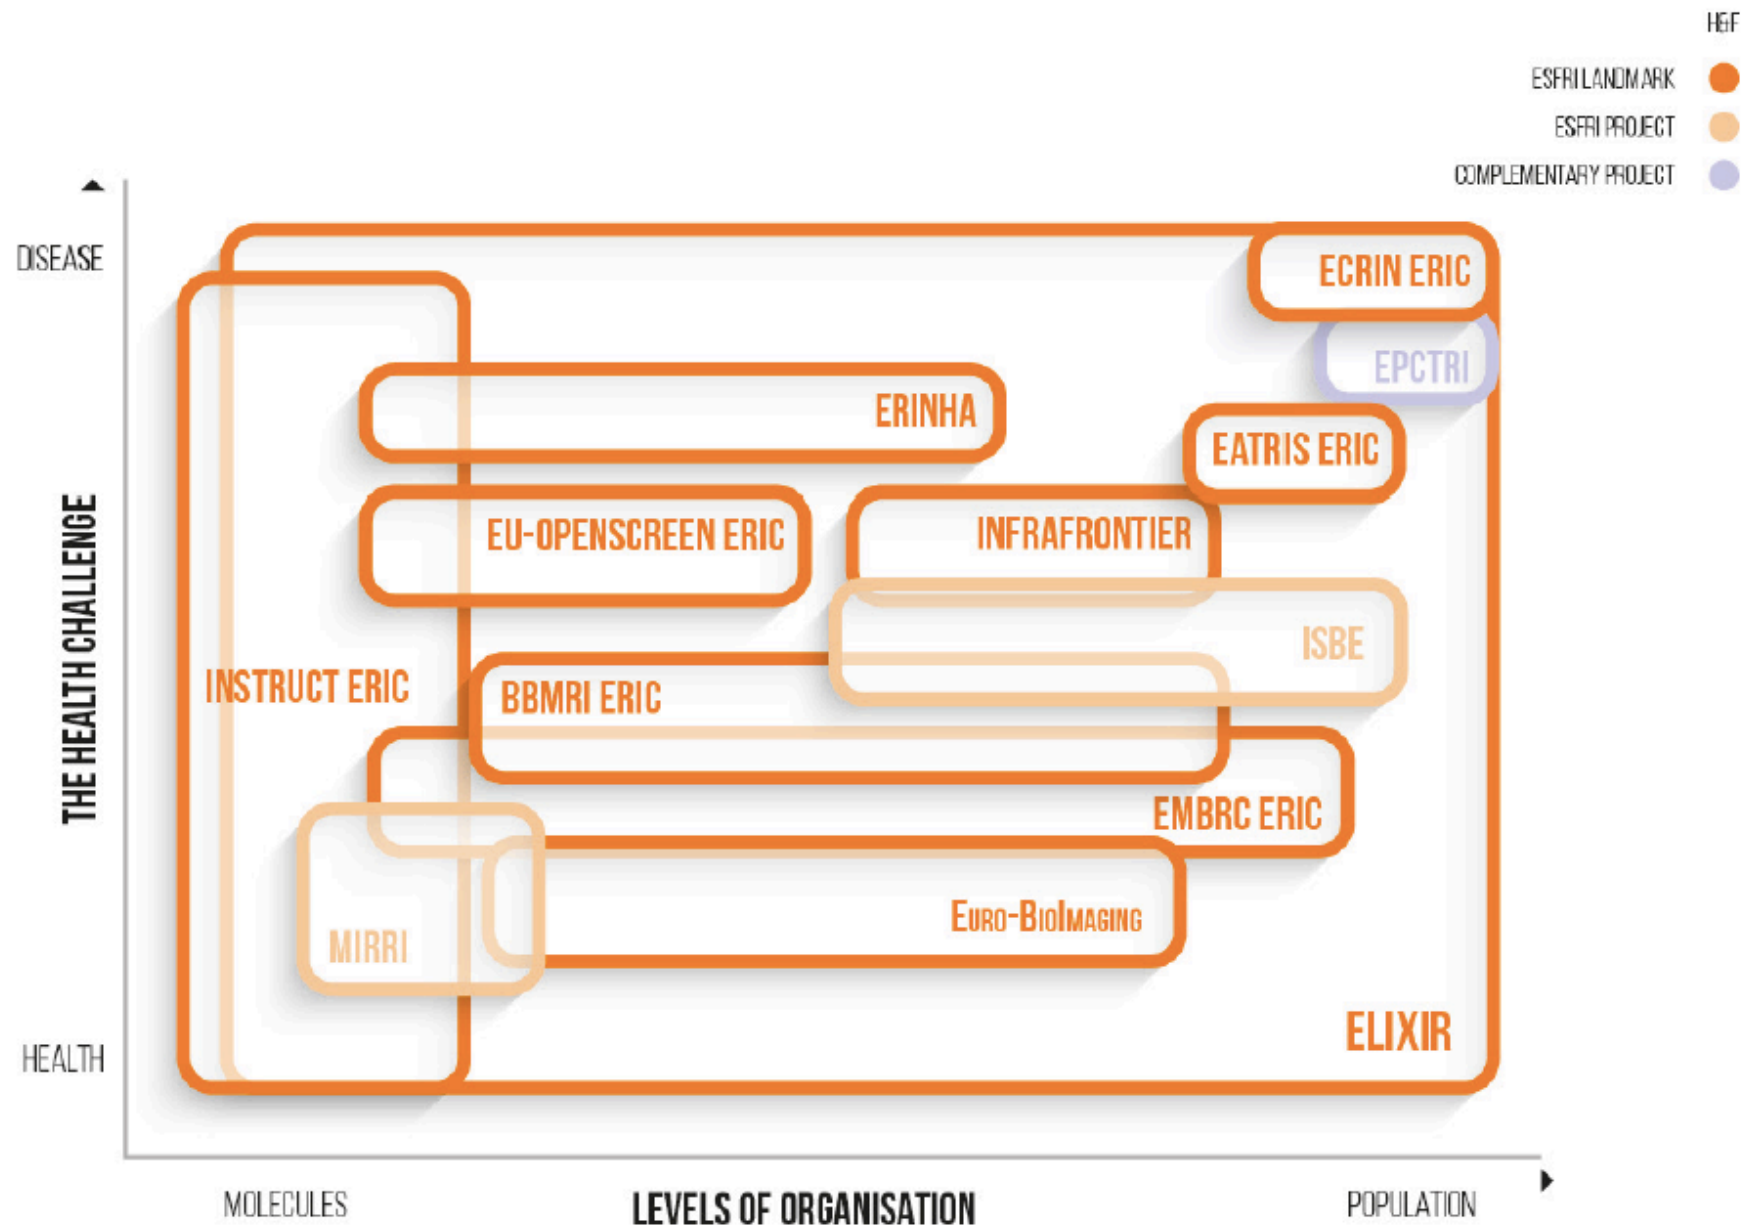 H&F
ESFRI LANDMARK
ESFRI PROJECT
COMPLEMENTARY PROJECT
DISEASE
ECRIN ERIC
EPCTRI
ERINHA
EATRIS ERIC
EU-OPENSCREEN ERIC
INFRAFRONTIER
THE HEALTH CHALLENGE
ISBE
INSTRUCT ERIC
BBMRI ERIC
EMBRC ERIC
EURO-BIOIMAGING
MIRRI
ELIXIR
HEALTH
MOLECULES
LEVELS OF ORGANISATION
POPULATION